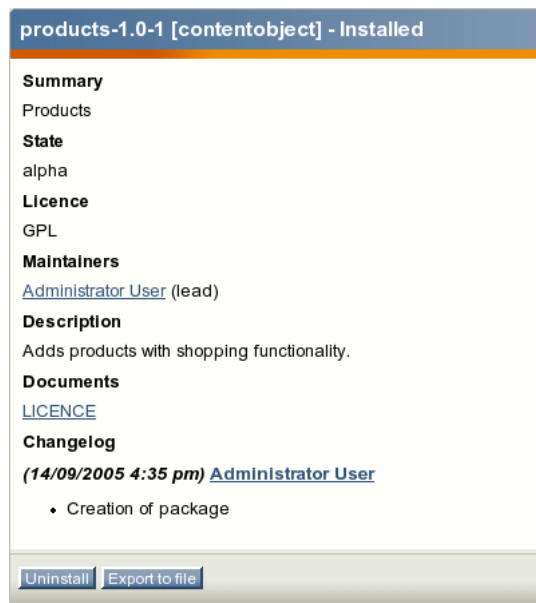 products-1.0-1 [contentobject] - Installed
Summary
Products
State
alpha
Licence
GPL
Maintainers
Administrator User (lead)
Description
Adds products with shopping functionality.
Documents
LICENCE
Changelog
(14/09/2005 4:35 pm) Administrator User
• Creation of package
Uninstall Export to file